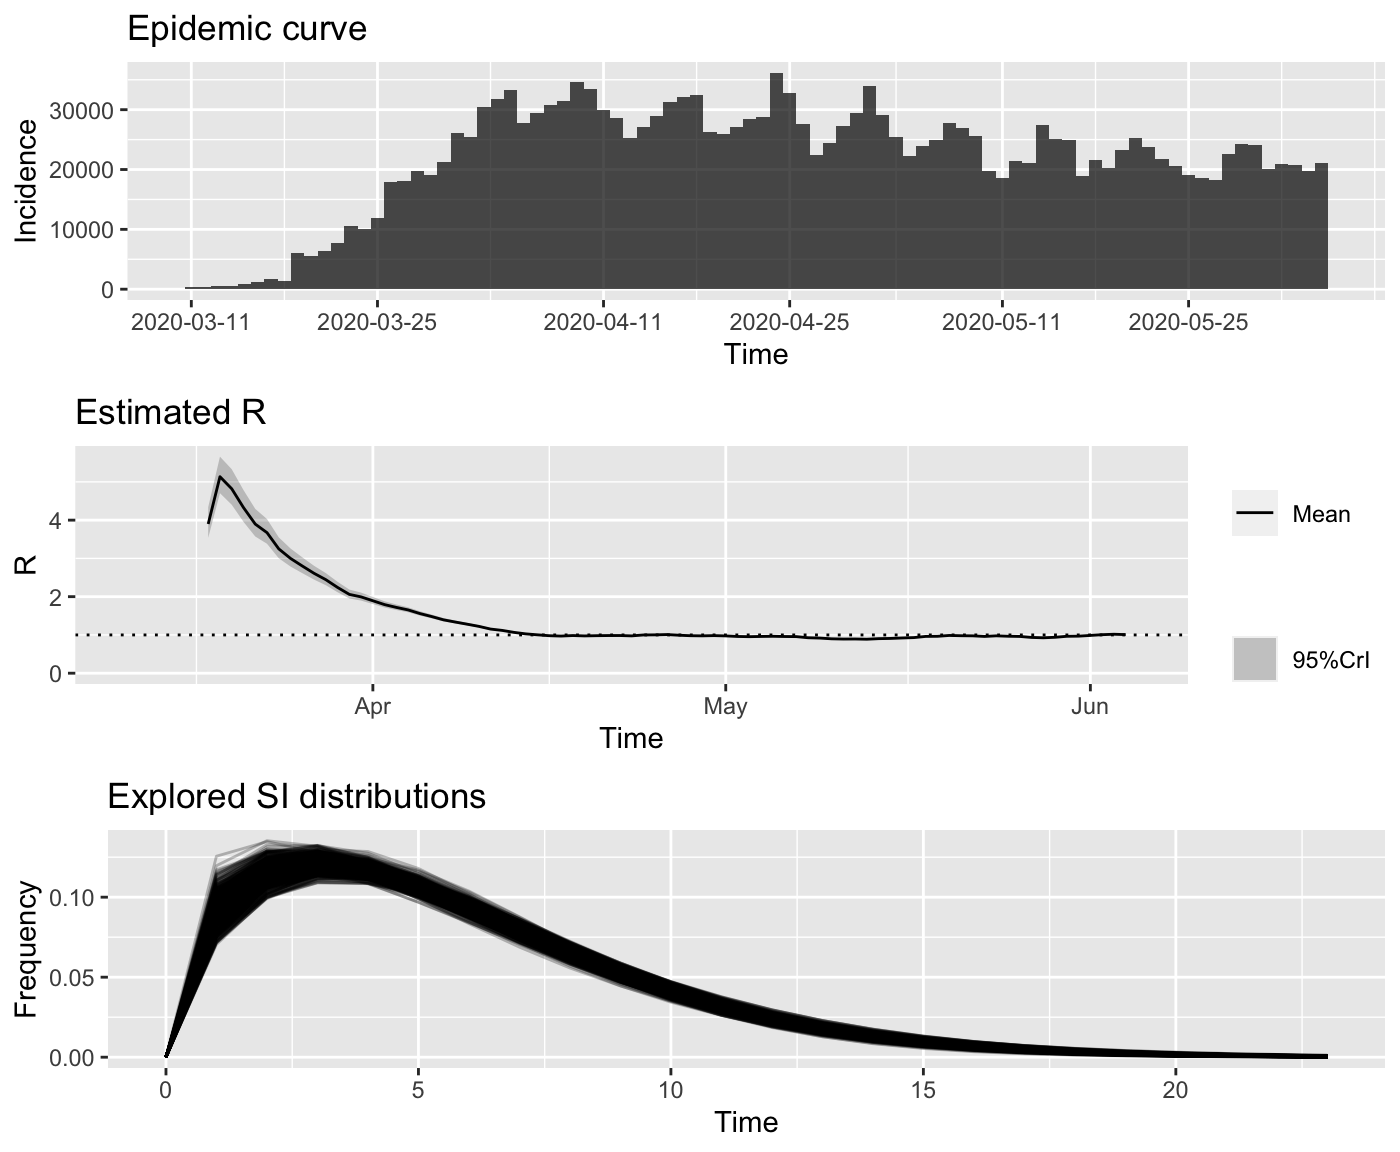 Epidemic curve
Incidence
30000
20000
10000
0
2020-03-11 2020-03-25 2020-04-11 2020-04-25 2020-05-11 2020-05-25
Time
Estimated R
R
4
2
0
Apr May Jun
Time
Mean
95%CrI
Explored SI distributions
Frequency
0.10
0.05
0.00
0 5 10 15 20
Time